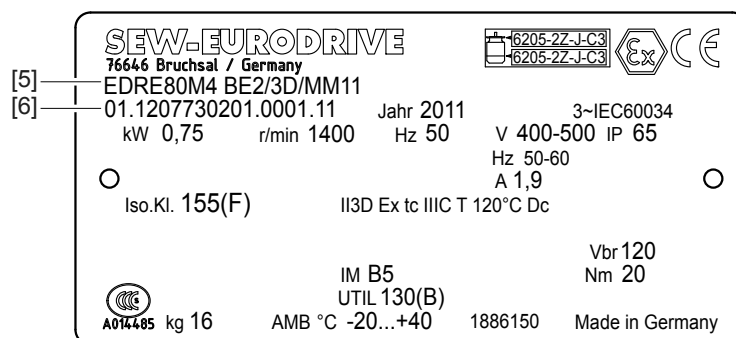 SEW-EURODRIVE
76646 Bruchsal / Germany
6205-2Z-J-C3
6205-2Z-J-C3
Ex CE
[5] EDRE80M4 BE2/3D/MM11
[6] 01.1207730201.0001.11 Jahr 2011 3~IEC60034
kW 0,75 r/min 1400 Hz 50 V 400-500 IP 65
Hz 50-60
A 1,9
Iso.Kl. 155(F) II3D Ex tc IIIC T 120°C Dc
Vbr 120
IM B5 Nm 20
UTIL 130(B)
A014485 kg 16 AMB °C -20...+40 1886150 Made in Germany